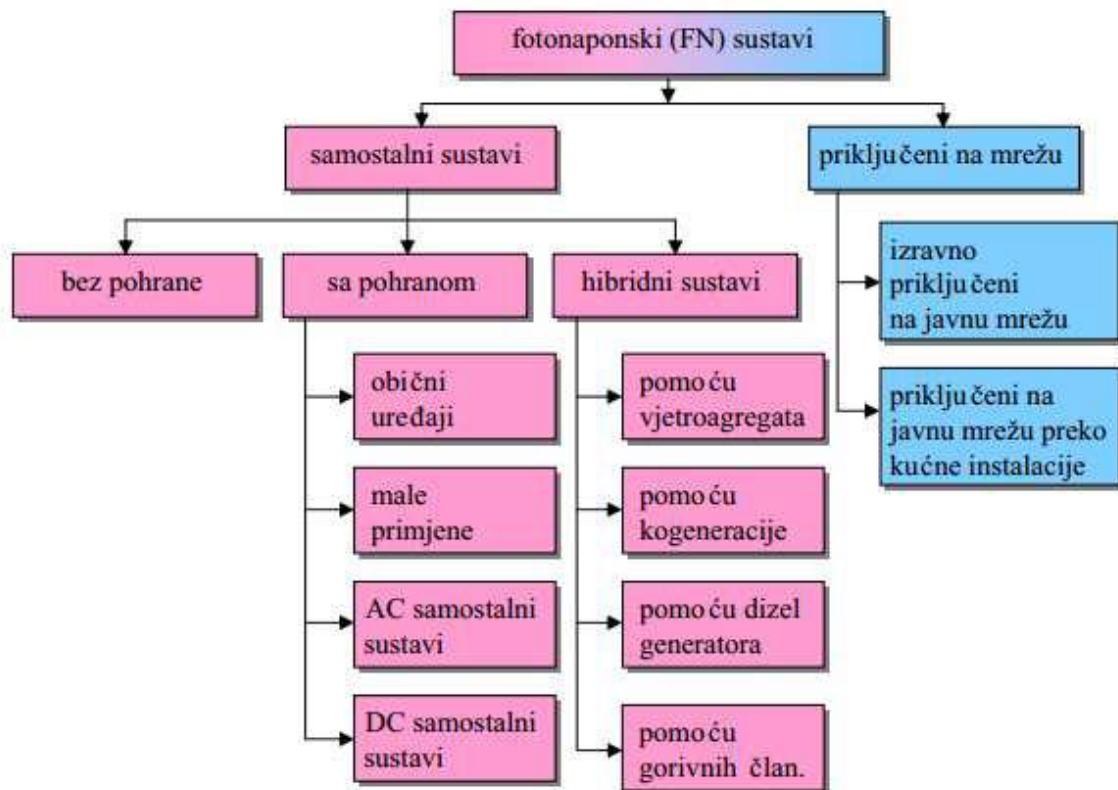 fotonaponski (FN) sustavi
samostalni sustavi
priključeni na mrežu
bez pohrane
sa pohranom
hibridni sustavi
izravno
priključeni
na javnu mrežu
priključeni na
javnu mrežu preko
kućne instalacije
obični
uređaji
male
primjene
AC samostalni
sustavi
DC samostalni
sustavi
pomoću
vjetroagregata
pomoću
kogeneracije
pomoću dizel
generatora
pomoću
gorivnih član.